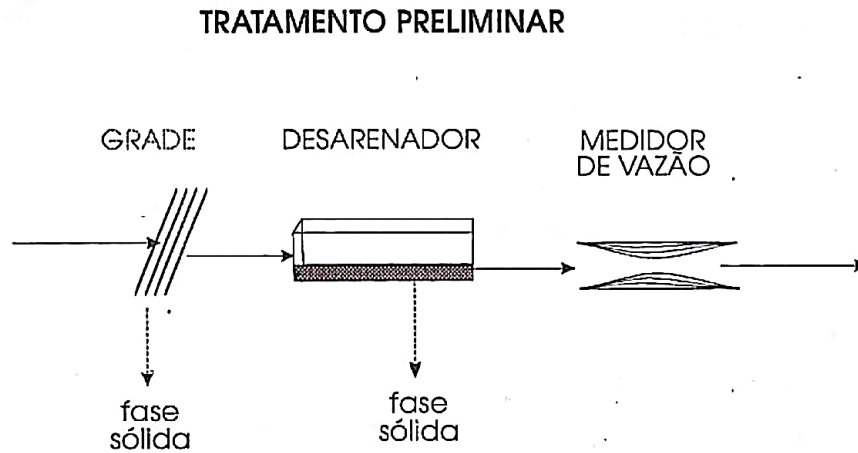 TRATAMENTO PRELIMINAR
GRADE
DESARENADOR
MEDIDOR
DE VAZÃO
fase
sólida
fase
sólida